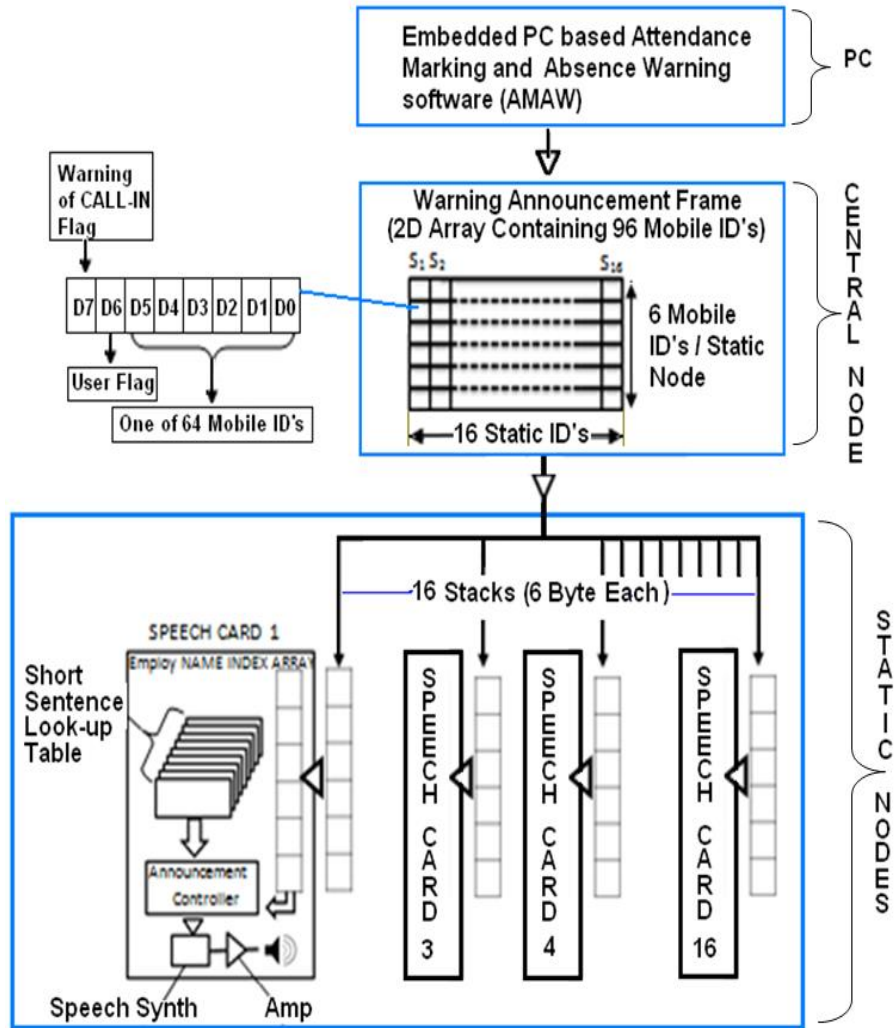 Embedded PC based Attendance
Marking and Absence Warning
software (AMAW)
PC
Warning
of CALL-IN
Flag
D7 D6 D5 D4 D3 D2 D1 D0
User Flag
One of 64 Mobile ID's
Warning Announcement Frame
(2D Array Containing 96 Mobile ID's)
S1 S2 S16
6 Mobile
ID's / Static
Node
16 Static ID's
CENTRAL NODE
16 Stacks (6 Byte Each)
SPEECH CARD 1
Employ NAME INDEX ARRAY
Short
Sentence
Look-up
Table
Announcement
Controller
Speech Synth
Amp
SPEECH CARD 3
SPEECH CARD 4
SPEECH CARD 16
STATIC NODES